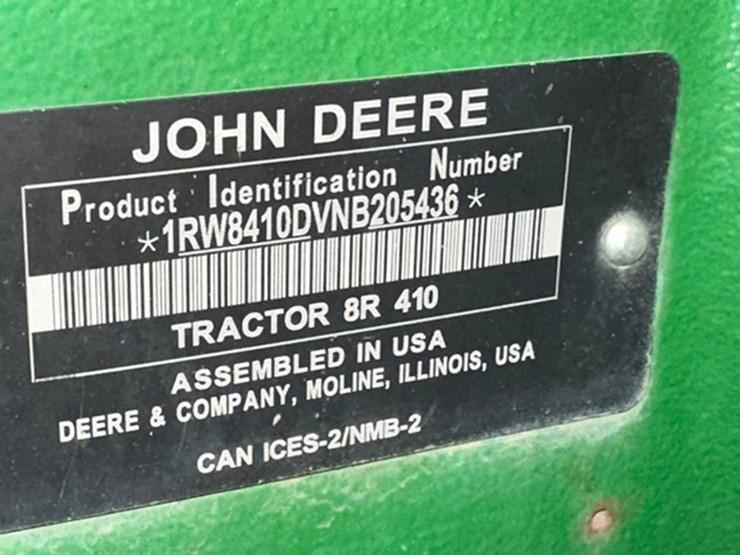 JOHN DEERE
Product Identification Number
*1RW8410DVNB205436*
TRACTOR 8R 410
ASSEMBLED IN USA
DEERE & COMPANY, MOLINE, ILLINOIS, USA
CAN ICES-2/NMB-2